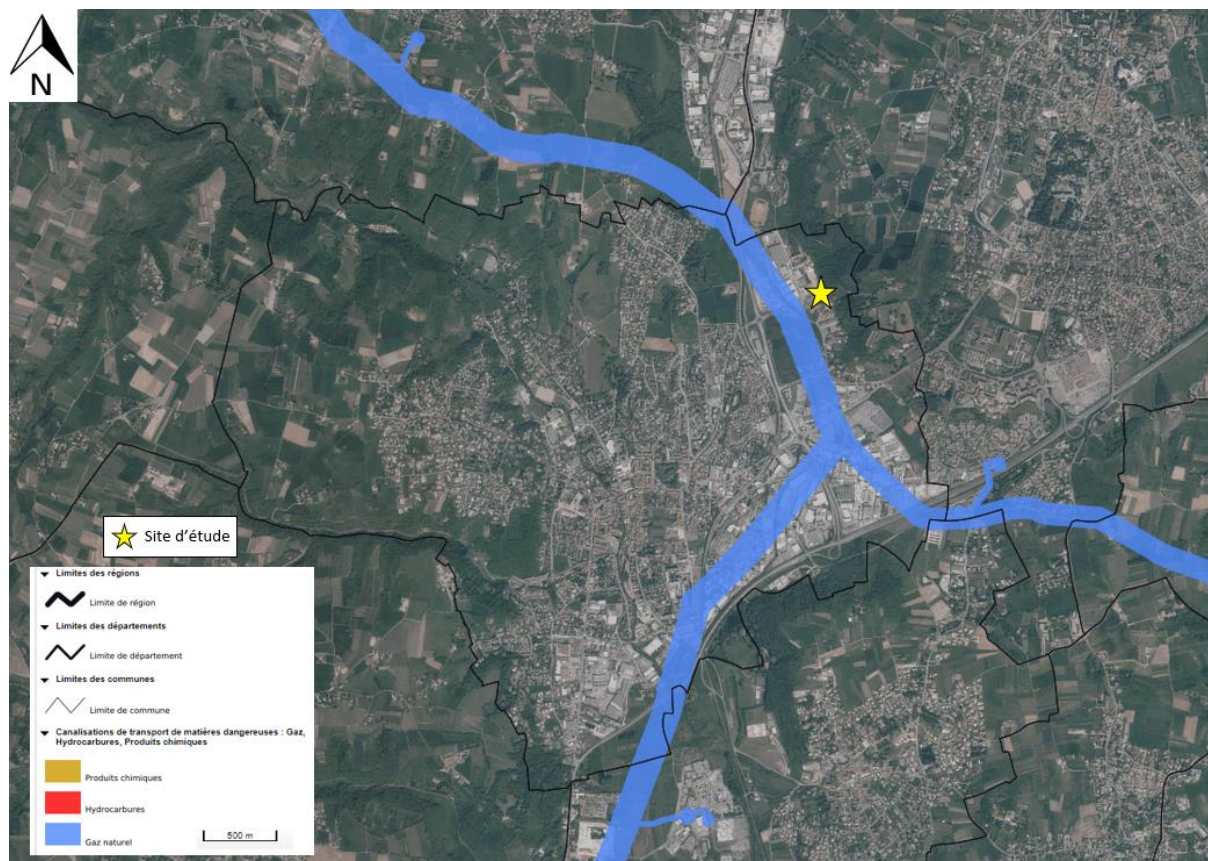 N
Site d'étude
Limites des régions
Limite de région
Limites des départements
Limite de département
Limites des communes
Limite de commune
Canalisations de transport de matières dangereuses : Gaz,
Hydrocarbures, Produits chimiques
Produits chimiques
Hydrocarbures
Gaz naturel
500 m